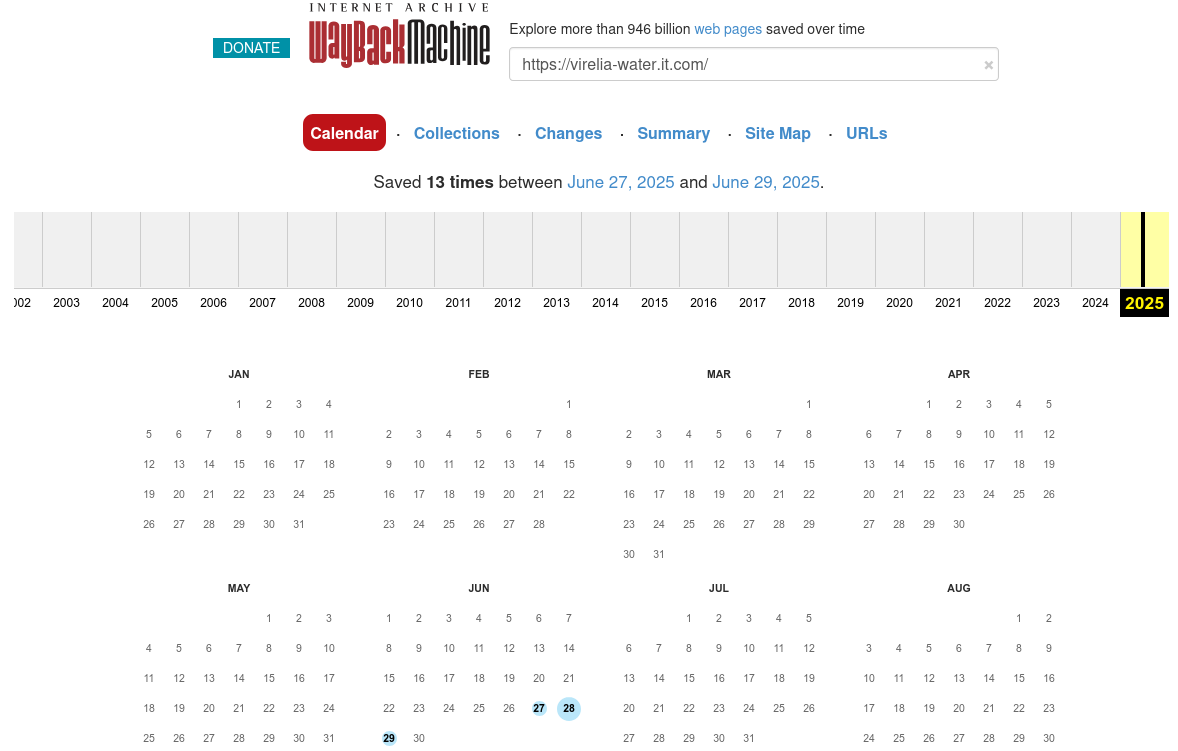 INTERNET ARCHIVE
WayBackMachine
DONATE
Explore more than 946 billion web pages saved over time
https://virelia-water.it.com/
×
Calendar · Collections · Changes · Summary · Site Map · URLs
Saved 13 times between June 27, 2025 and June 29, 2025.
002 2003 2004 2005 2006 2007 2008 2009 2010 2011 2012 2013 2014 2015 2016 2017 2018 2019 2020 2021 2022 2023 2024 2025
JAN
1 2 3 4
5 6 7 8 9 10 11
12 13 14 15 16 17 18
19 20 21 22 23 24 25
26 27 28 29 30 31
FEB
1
2 3 4 5 6 7 8
9 10 11 12 13 14 15
16 17 18 19 20 21 22
23 24 25 26 27 28
MAR
1
2 3 4 5 6 7 8
9 10 11 12 13 14 15
16 17 18 19 20 21 22
23 24 25 26 27 28 29
30 31
APR
1 2 3 4 5
6 7 8 9 10 11 12
13 14 15 16 17 18 19
20 21 22 23 24 25 26
27 28 29 30
MAY
1 2 3
4 5 6 7 8 9 10
11 12 13 14 15 16 17
18 19 20 21 22 23 24
25 26 27 28 29 30 31
JUN
1 2 3 4 5 6 7
8 9 10 11 12 13 14
15 16 17 18 19 20 21
22 23 24 25 26 27 28
29 30
JUL
1 2 3 4 5
6 7 8 9 10 11 12
13 14 15 16 17 18 19
20 21 22 23 24 25 26
27 28 29 30 31
AUG
1 2
3 4 5 6 7 8 9
10 11 12 13 14 15 16
17 18 19 20 21 22 23
24 25 26 27 28 29 30